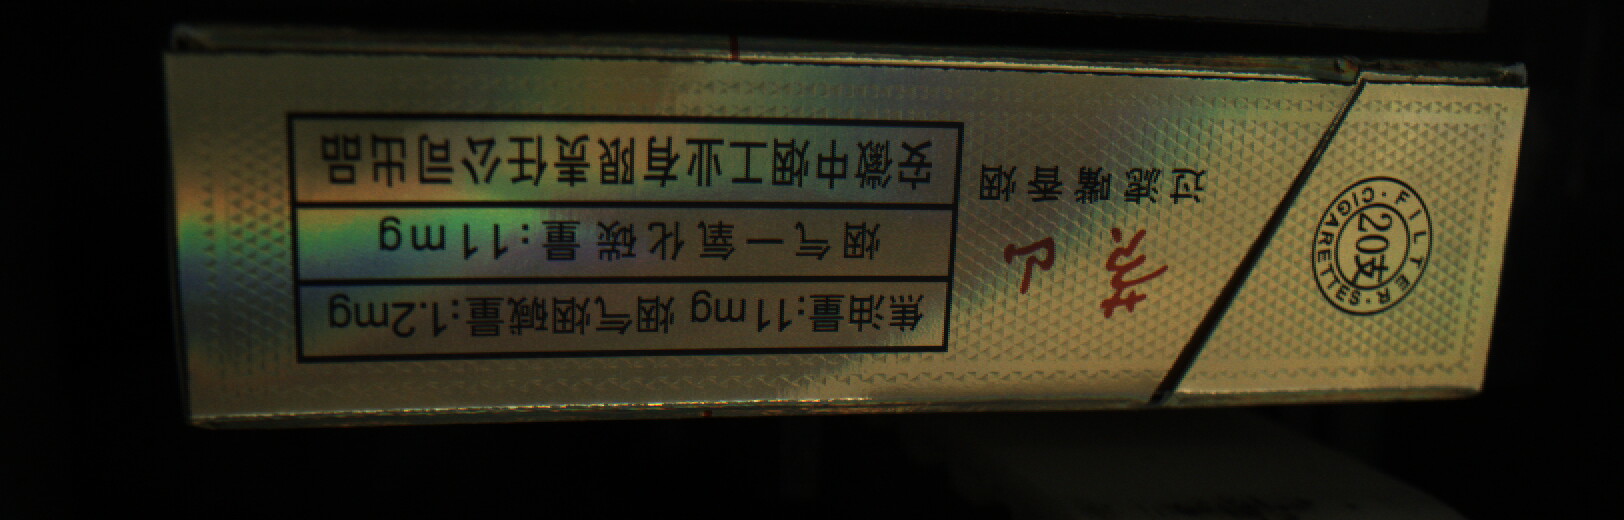 FILTER · CIGARETTES ·
20支
黄山
过滤嘴香烟
焦油量:11mg 烟气烟碱量:1.2mg
烟气一氧化碳量:11mg
安徽中烟工业有限责任公司出品